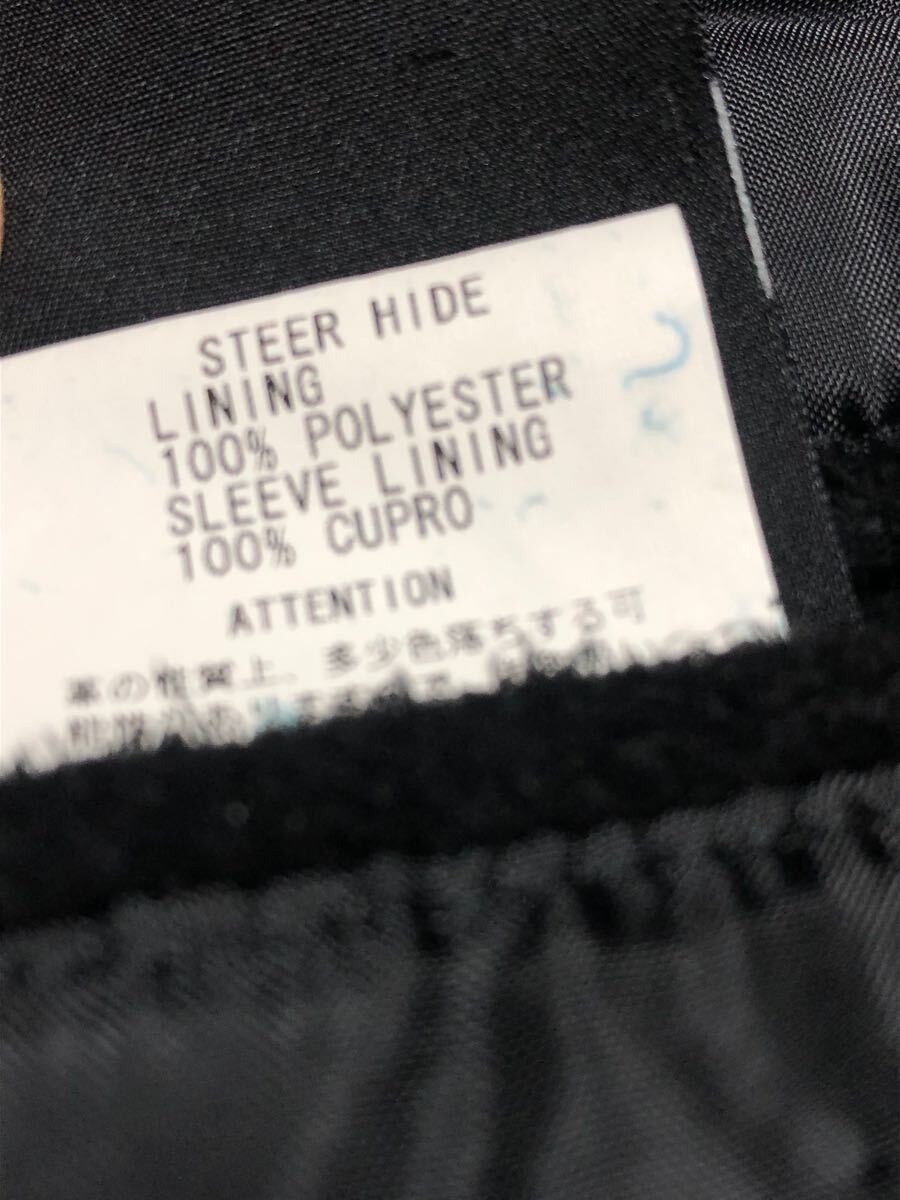 STEER HIDE
LINING
100% POLYESTER
SLEEVE LINING
100% CUPRO
ATTENTION
革の性質上、多少色落ちする可